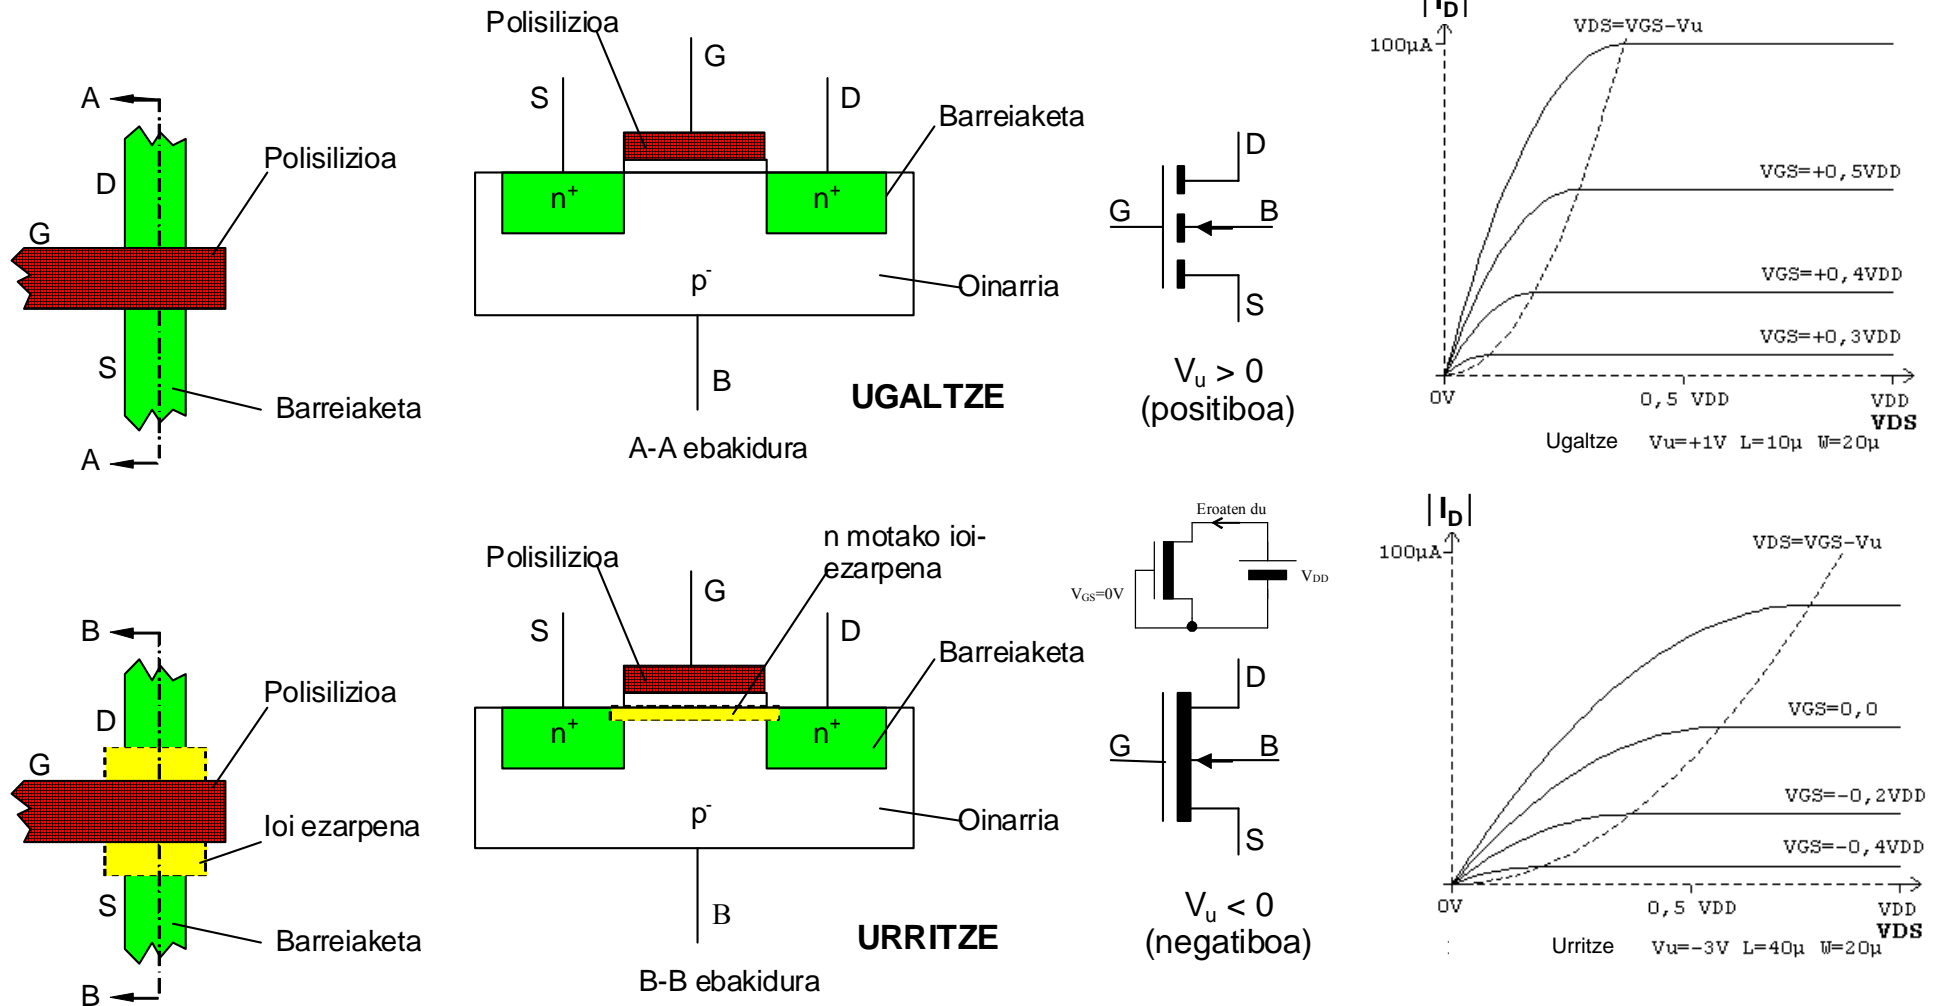 A
D
Polisilizioa
G
S
Barreiaketa
A
Polisilizioa
G
S
D
Barreiaketa
n+
n+
p-
Oinarria
B
UGALTZE
A-A ebakidura
D
G
B
S
Vu > 0
(positiboa)
|ID|
VDS=VGS-Vu
100µA
VGS=+0,5VDD
VGS=+0,4VDD
VGS=+0,3VDD
0V
0,5 VDD
VDD
VDS
Ugaltze Vu=+1V L=10µ W=20µ
B
Polisilizioa
D
G
Ioi ezarpena
S
Barreiaketa
B
n motako ioi-
ezarpena
Polisilizioa
G
S
D
Barreiaketa
n+
n+
p-
Oinarria
B
URRITZE
B-B ebakidura
Eroaten du
VGS=0V
VDD
D
G
B
S
Vu < 0
(negatiboa)
|ID|
100µA
VDS=VGS-Vu
VGS=0,0
VGS=-0,2VDD
VGS=-0,4VDD
0V
0,5 VDD
VDD
VDS
Urritze Vu=-3V L=40µ W=20µ